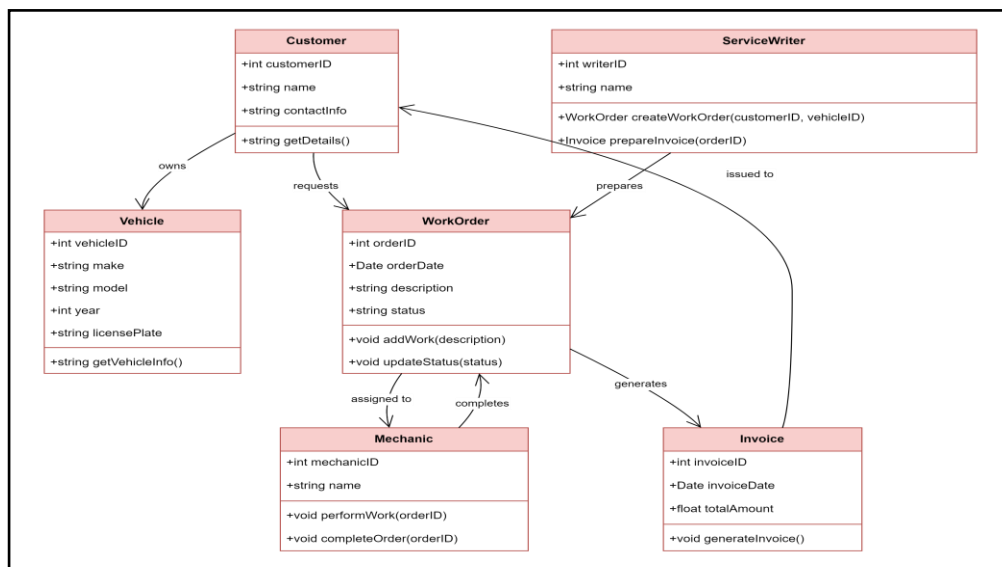 Customer
+int customerID
+string name
+string contactInfo
+string getDetails()
ServiceWriter
+int writerID
+string name
+WorkOrder createWorkOrder(customerID, vehicleID)
+Invoice prepareInvoice(orderID)
owns
requests
prepares
issued to
Vehicle
+int vehicleID
+string make
+string model
+int year
+string licensePlate
+string getVehicleInfo()
WorkOrder
+int orderID
+Date orderDate
+string description
+string status
+void addWork(description)
+void updateStatus(status)
assigned to
completes
generates
Mechanic
+int mechanicID
+string name
+void performWork(orderID)
+void completeOrder(orderID)
Invoice
+int invoiceID
+Date invoiceDate
+float totalAmount
+void generateInvoice()